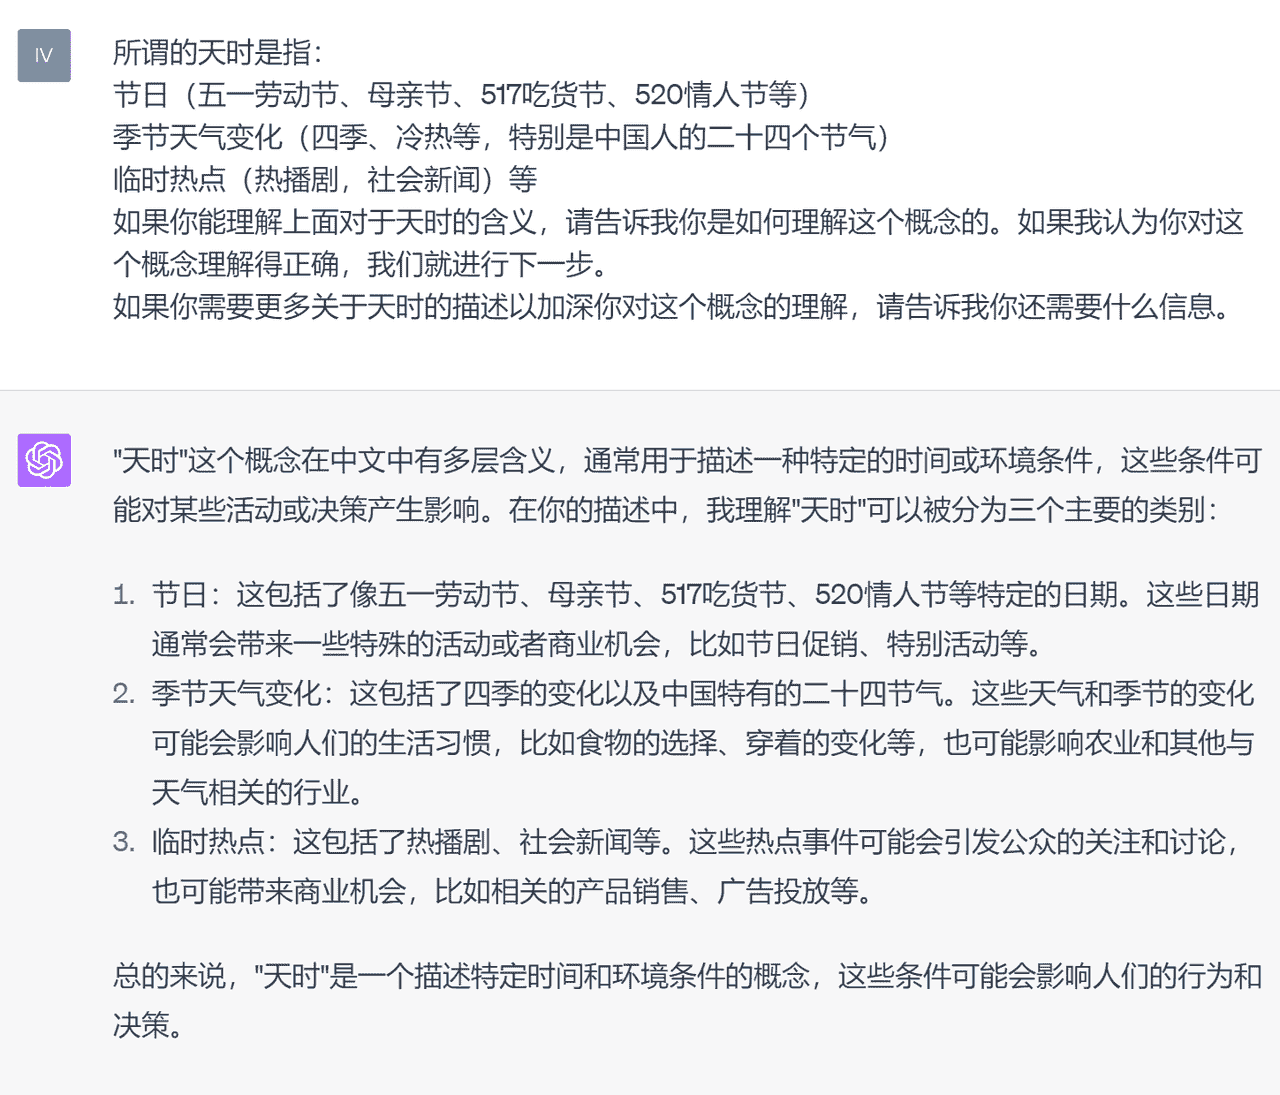 IV
所谓的天时是指：
节日（五一劳动节、母亲节、517吃货节、520情人节等）
季节天气变化（四季、冷热等，特别是中国人的二十四个节气）
临时热点（热播剧，社会新闻）等
如果你能理解上面对于天时的含义，请告诉我你是如何理解这个概念的。如果我认为你对这
个概念理解得正确，我们就进行下一步。
如果你需要更多关于天时的描述以加深你对这个概念的理解，请告诉我你还需要什么信息。
"天时"这个概念在中文中有多层含义，通常用于描述一种特定的时间或环境条件，这些条件可
能对某些活动或决策产生影响。在你的描述中，我理解"天时"可以被分为三个主要的类别：
1. 节日：这包括了像五一劳动节、母亲节、517吃货节、520情人节等特定的日期。这些日期
通常会带来一些特殊的活动或者商业机会，比如节日促销、特别活动等。
2. 季节天气变化：这包括了四季的变化以及中国特有的二十四节气。这些天气和季节的变化
可能会影响人们的生活习惯，比如食物的选择、穿着的变化等，也可能影响农业和其他与
天气相关的行业。
3. 临时热点：这包括了热播剧、社会新闻等。这些热点事件可能会引发公众的关注和讨论，
也可能带来商业机会，比如相关的产品销售、广告投放等。
总的来说，"天时"是一个描述特定时间和环境条件的概念，这些条件可能会影响人们的行为和
决策。